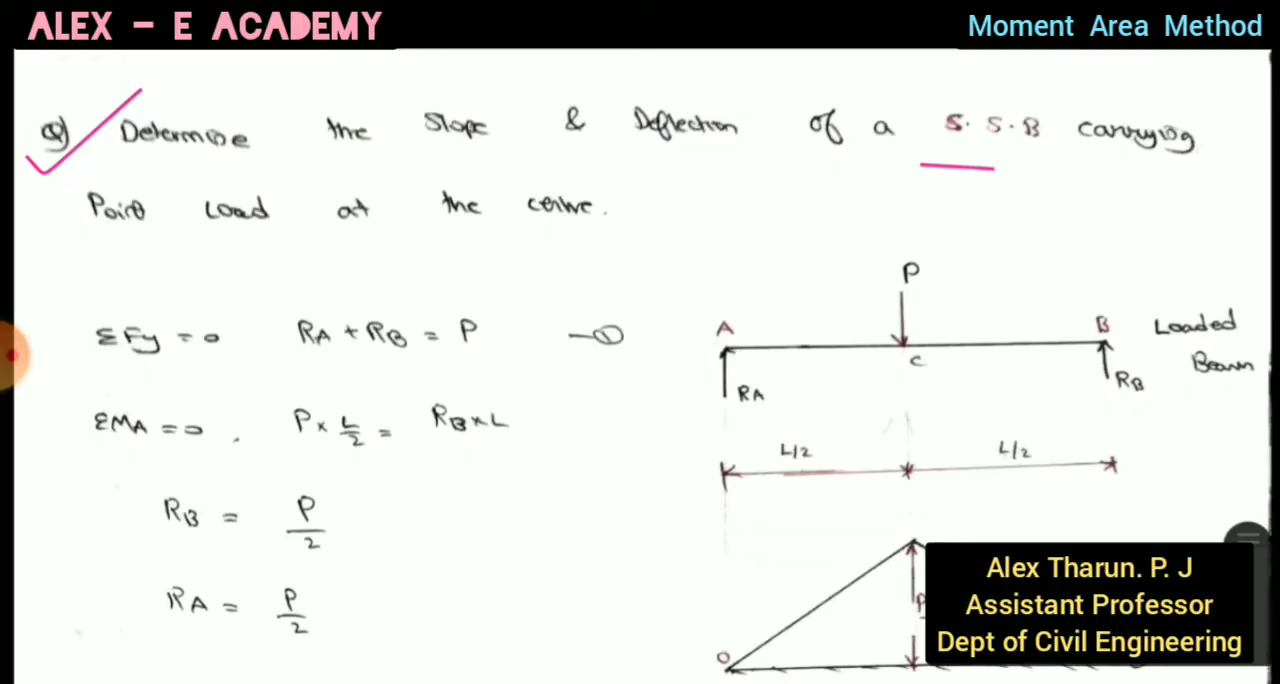 ALEX - E ACADEMY
Moment Area Method
Q) Determine the Slope & Deflection of a S.S.B carrying
Point Load at the centre.
ΣFy = 0 RA + RB = P —①
ΣMA = 0, P × L/2 = RB × L
RB = P/2
RA = P/2
P
A
B
C
RA
RB
Loaded
Beam
L/2
L/2
O
Alex Tharun. P. J
Assistant Professor
Dept of Civil Engineering